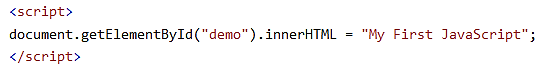 <script>
document.getElementById("demo").innerHTML = "My First JavaScript";
</script>